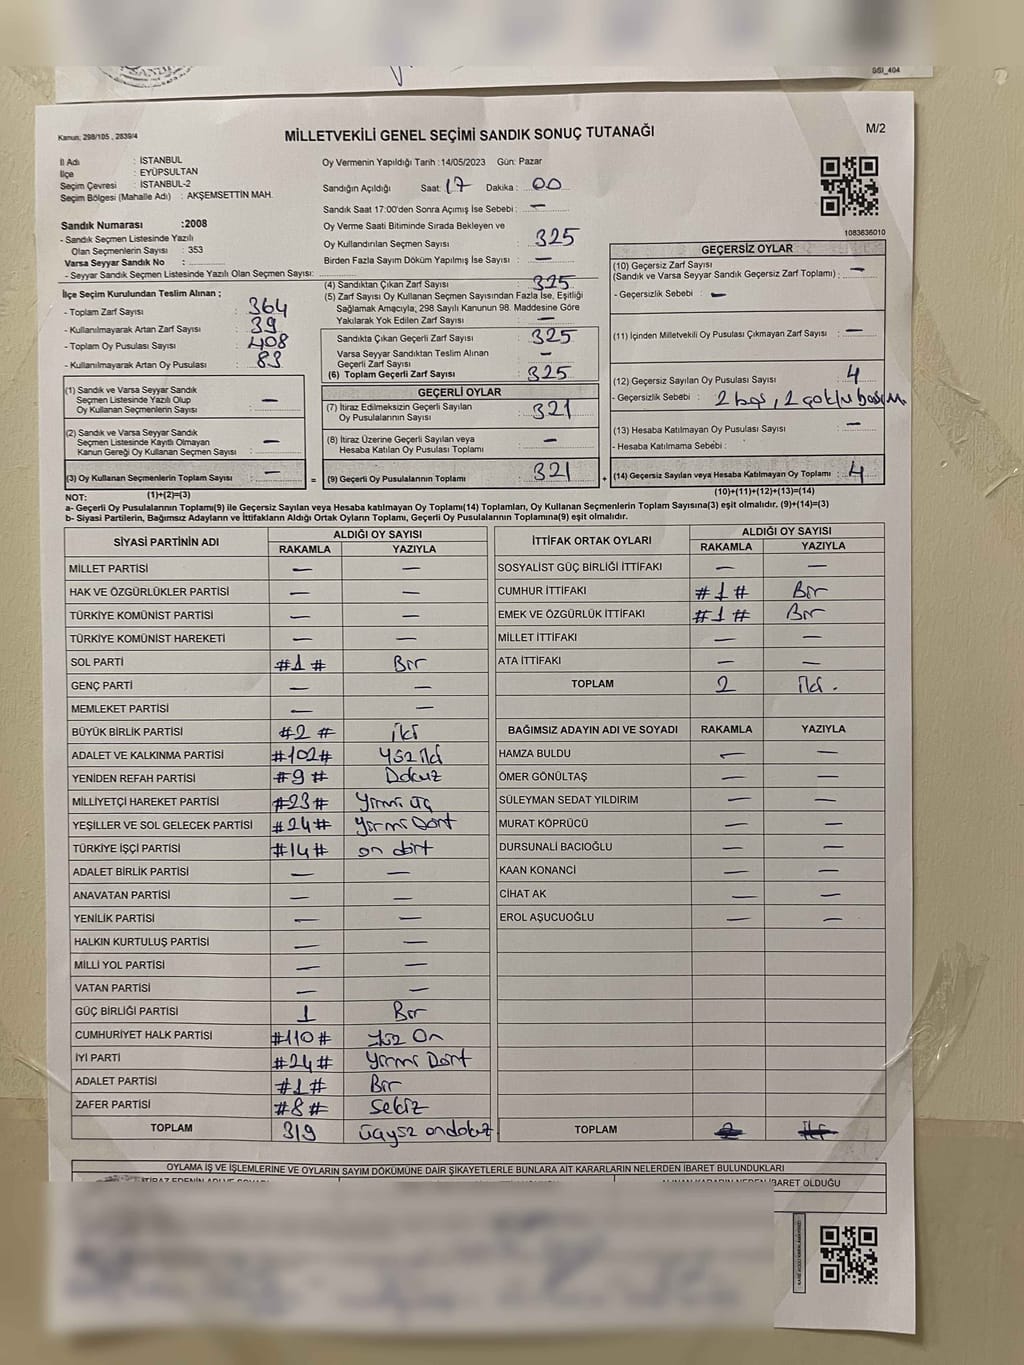 SSI_404
Kanun; 298/105 , 2839/4
MİLLETVEKİLİ GENEL SEÇİMİ SANDIK SONUÇ TUTANAĞI
M/2
İl Adı : İSTANBUL
İlçe : EYÜPSULTAN
Seçim Çevresi : İSTANBUL-2
Seçim Bölgesi (Mahalle Adı) : AKŞEMSETTİN MAH.
Sandık Numarası :2008
- Sandık Seçmen Listesinde Yazılı
Olan Seçmenlerin Sayısı : 353
Varsa Seyyar Sandık No :
- Seyyar Sandık Seçmen Listesinde Yazılı Olan Seçmen Sayısı:
Oy Vermenin Yapıldığı Tarih :14/05/2023 Gün: Pazar
Sandığın Açıldığı Saat: 17 Dakika : 00
Sandık Saat 17:00'den Sonra Açımış İse Sebebi : —
Oy Verme Saati Bitiminde Sırada Bekleyen ve
Oy Kullandırılan Seçmen Sayısı : 325
Birden Fazla Sayım Döküm Yapılmış İse Sayısı : —
1083636010
İlçe Seçim Kurulundan Teslim Alınan ;
- Toplam Zarf Sayısı : 364
- Kullanılmayarak Artan Zarf Sayısı : 39
- Toplam Oy Pusulası Sayısı : 408
- Kullanılmayarak Artan Oy Pusulası : 83
(1) Sandık ve Varsa Seyyar Sandık
Seçmen Listesinde Yazılı Olup
Oy Kullanan Seçmenlerin Sayısı : —
(2) Sandık ve Varsa Seyyar Sandık
Seçmen Listesinde Kayıtlı Olmayan
Kanun Gereği Oy Kullanan Seçmen Sayısı : —
(3) Oy Kullanan Seçmenlerin Toplam Sayısı : —
(4) Sandıktan Çıkan Zarf Sayısı : 325
(5) Zarf Sayısı Oy Kullanan Seçmen Sayısından Fazla İse, Eşitliği
Sağlamak Amacıyla; 298 Sayılı Kanunun 98. Maddesine Göre
Yakılarak Yok Edilen Zarf Sayısı : —
Sandıkta Çıkan Geçerli Zarf Sayısı : 325
Varsa Seyyar Sandıktan Teslim Alınan
Geçerli Zarf Sayısı : —
(6) Toplam Geçerli Zarf Sayısı : 325
GEÇERLİ OYLAR
(7) İtiraz Edilmeksizin Geçerli Sayılan
Oy Pusulalarının Sayısı : 321
(8) İtiraz Üzerine Geçerli Sayılan veya
Hesaba Katılan Oy Pusulası Toplamı : —
= (9) Geçerli Oy Pusulalarının Toplamı : 321 +
GEÇERSİZ OYLAR
(10) Geçersiz Zarf Sayısı
(Sandık ve Varsa Seyyar Sandık Geçersiz Zarf Toplamı) : —
- Geçersizlik Sebebi : —
(11) İçinden Milletvekili Oy Pusulası Çıkmayan Zarf Sayısı : —
(12) Geçersiz Sayılan Oy Pusulası Sayısı : 4
- Geçersizlik Sebebi : 2 boş, 2 çoklu basım
(13) Hesaba Katılmayan Oy Pusulası Sayısı : —
- Hesaba Katılmama Sebebi :
(14) Geçersiz Sayılan veya Hesaba Katılmayan Oy Toplamı : 4
NOT: (1)+(2)=(3) (10)+(11)+(12)+(13)=(14)
a- Geçerli Oy Pusulalarının Toplamı(9) ile Geçersiz Sayılan veya Hesaba katılmayan Oy Toplamı(14) Toplamları, Oy Kullanan Seçmenlerin Toplam Sayısına(3) eşit olmalıdır. (9)+(14)=(3)
b- Siyasi Partilerin, Bağımsız Adayların ve İttifakların Aldığı Ortak Oyların Toplamı, Geçerli Oy Pusulalarının Toplamına(9) eşit olmalıdır.
SİYASİ PARTİNİN ADI ALDIĞI OY SAYISI
RAKAMLA YAZIYLA
MİLLET PARTİSİ — —
HAK VE ÖZGÜRLÜKLER PARTİSİ — —
TÜRKİYE KOMÜNİST PARTİSİ — —
TÜRKİYE KOMÜNİST HAREKETİ — —
SOL PARTİ #1# Bir
GENÇ PARTİ — —
MEMLEKET PARTİSİ — —
BÜYÜK BİRLİK PARTİSİ #2# iki
ADALET VE KALKINMA PARTİSİ #102# Yüz iki
YENİDEN REFAH PARTİSİ #9# Dokuz
MİLLİYETÇİ HAREKET PARTİSİ #23# Yirmi üç
YEŞİLLER VE SOL GELECEK PARTİSİ #24# Yirmi Dört
TÜRKİYE İŞÇİ PARTİSİ #14# on dört
ADALET BİRLİK PARTİSİ — —
ANAVATAN PARTİSİ — —
YENİLİK PARTİSİ — —
HALKIN KURTULUŞ PARTİSİ — —
MİLLİ YOL PARTİSİ — —
VATAN PARTİSİ — —
GÜÇ BİRLİĞİ PARTİSİ 1 Bir
CUMHURİYET HALK PARTİSİ #110# Yüz On
İYİ PARTİ #24# Yirmi Dört
ADALET PARTİSİ #1# Bir
ZAFER PARTİSİ #8# Sekiz
TOPLAM 319 üçyüz ondokuz
İTTİFAK ORTAK OYLARI ALDIĞI OY SAYISI
RAKAMLA YAZIYLA
SOSYALİST GÜÇ BİRLİĞİ İTTİFAKI — —
CUMHUR İTTİFAKI #1# Bir
EMEK VE ÖZGÜRLÜK İTTİFAKI #1# Bir
MİLLET İTTİFAKI — —
ATA İTTİFAKI — —
TOPLAM 2 iki.
BAĞIMSIZ ADAYIN ADI VE SOYADI RAKAMLA YAZIYLA
HAMZA BULDU — —
ÖMER GÖNÜLTAŞ — —
SÜLEYMAN SEDAT YILDIRIM — —
MURAT KÖPRÜCÜ — —
DURSUNALİ BACIOĞLU — —
KAAN KONANCİ — —
CİHAT AK — —
EROL AŞUCUOĞLU — —
TOPLAM
OYLAMA İŞ VE İŞLEMLERİNE VE OYLARIN SAYIM DÖKÜMÜNE DAİR ŞİKAYETLERLE BUNLARA AİT KARARLARIN NELERDEN İBARET BULUNDUKLARI